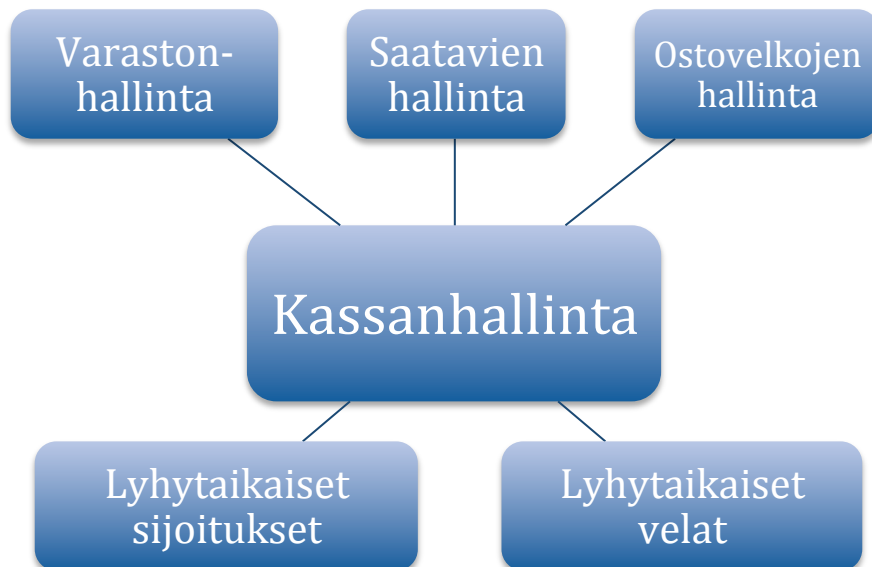 Varaston-
hallinta
Saatavien
hallinta
Ostovelkojen
hallinta
Kassanhallinta
Lyhytaikaiset
sijoitukset
Lyhytaikaiset
velat